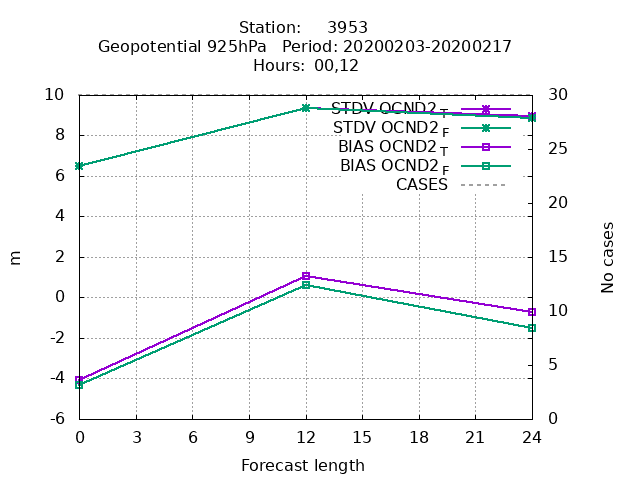 Station:     3953
Geopotential 925hPa   Period: 20200203-20200217
Hours:  00,12
STDV OCND2 T
STDV OCND2 F
BIAS OCND2 T
BIAS OCND2 F
CASES
10
8
6
4
2
0
-2
-4
-6
m
30
25
20
15
10
5
0
No cases
0 3 6 9 12 15 18 21 24
Forecast length